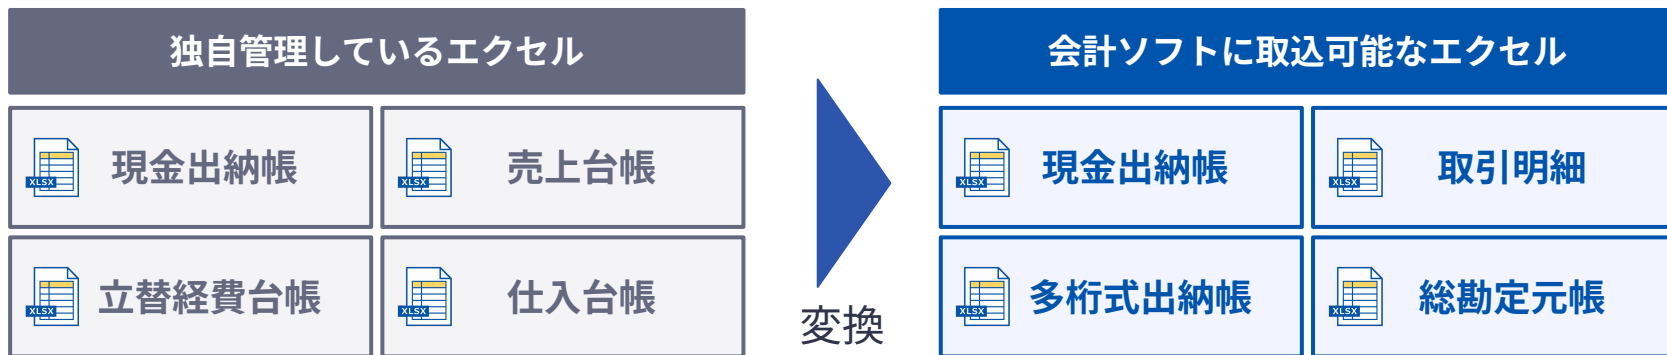 独自管理しているエクセル
XLSX 現金出納帳
XLSX 売上台帳
XLSX 立替経費台帳
XLSX 仕入台帳
変換
会計ソフトに取込可能なエクセル
XLSX 現金出納帳
XLSX 取引明細
XLSX 多桁式出納帳
XLSX 総勘定元帳